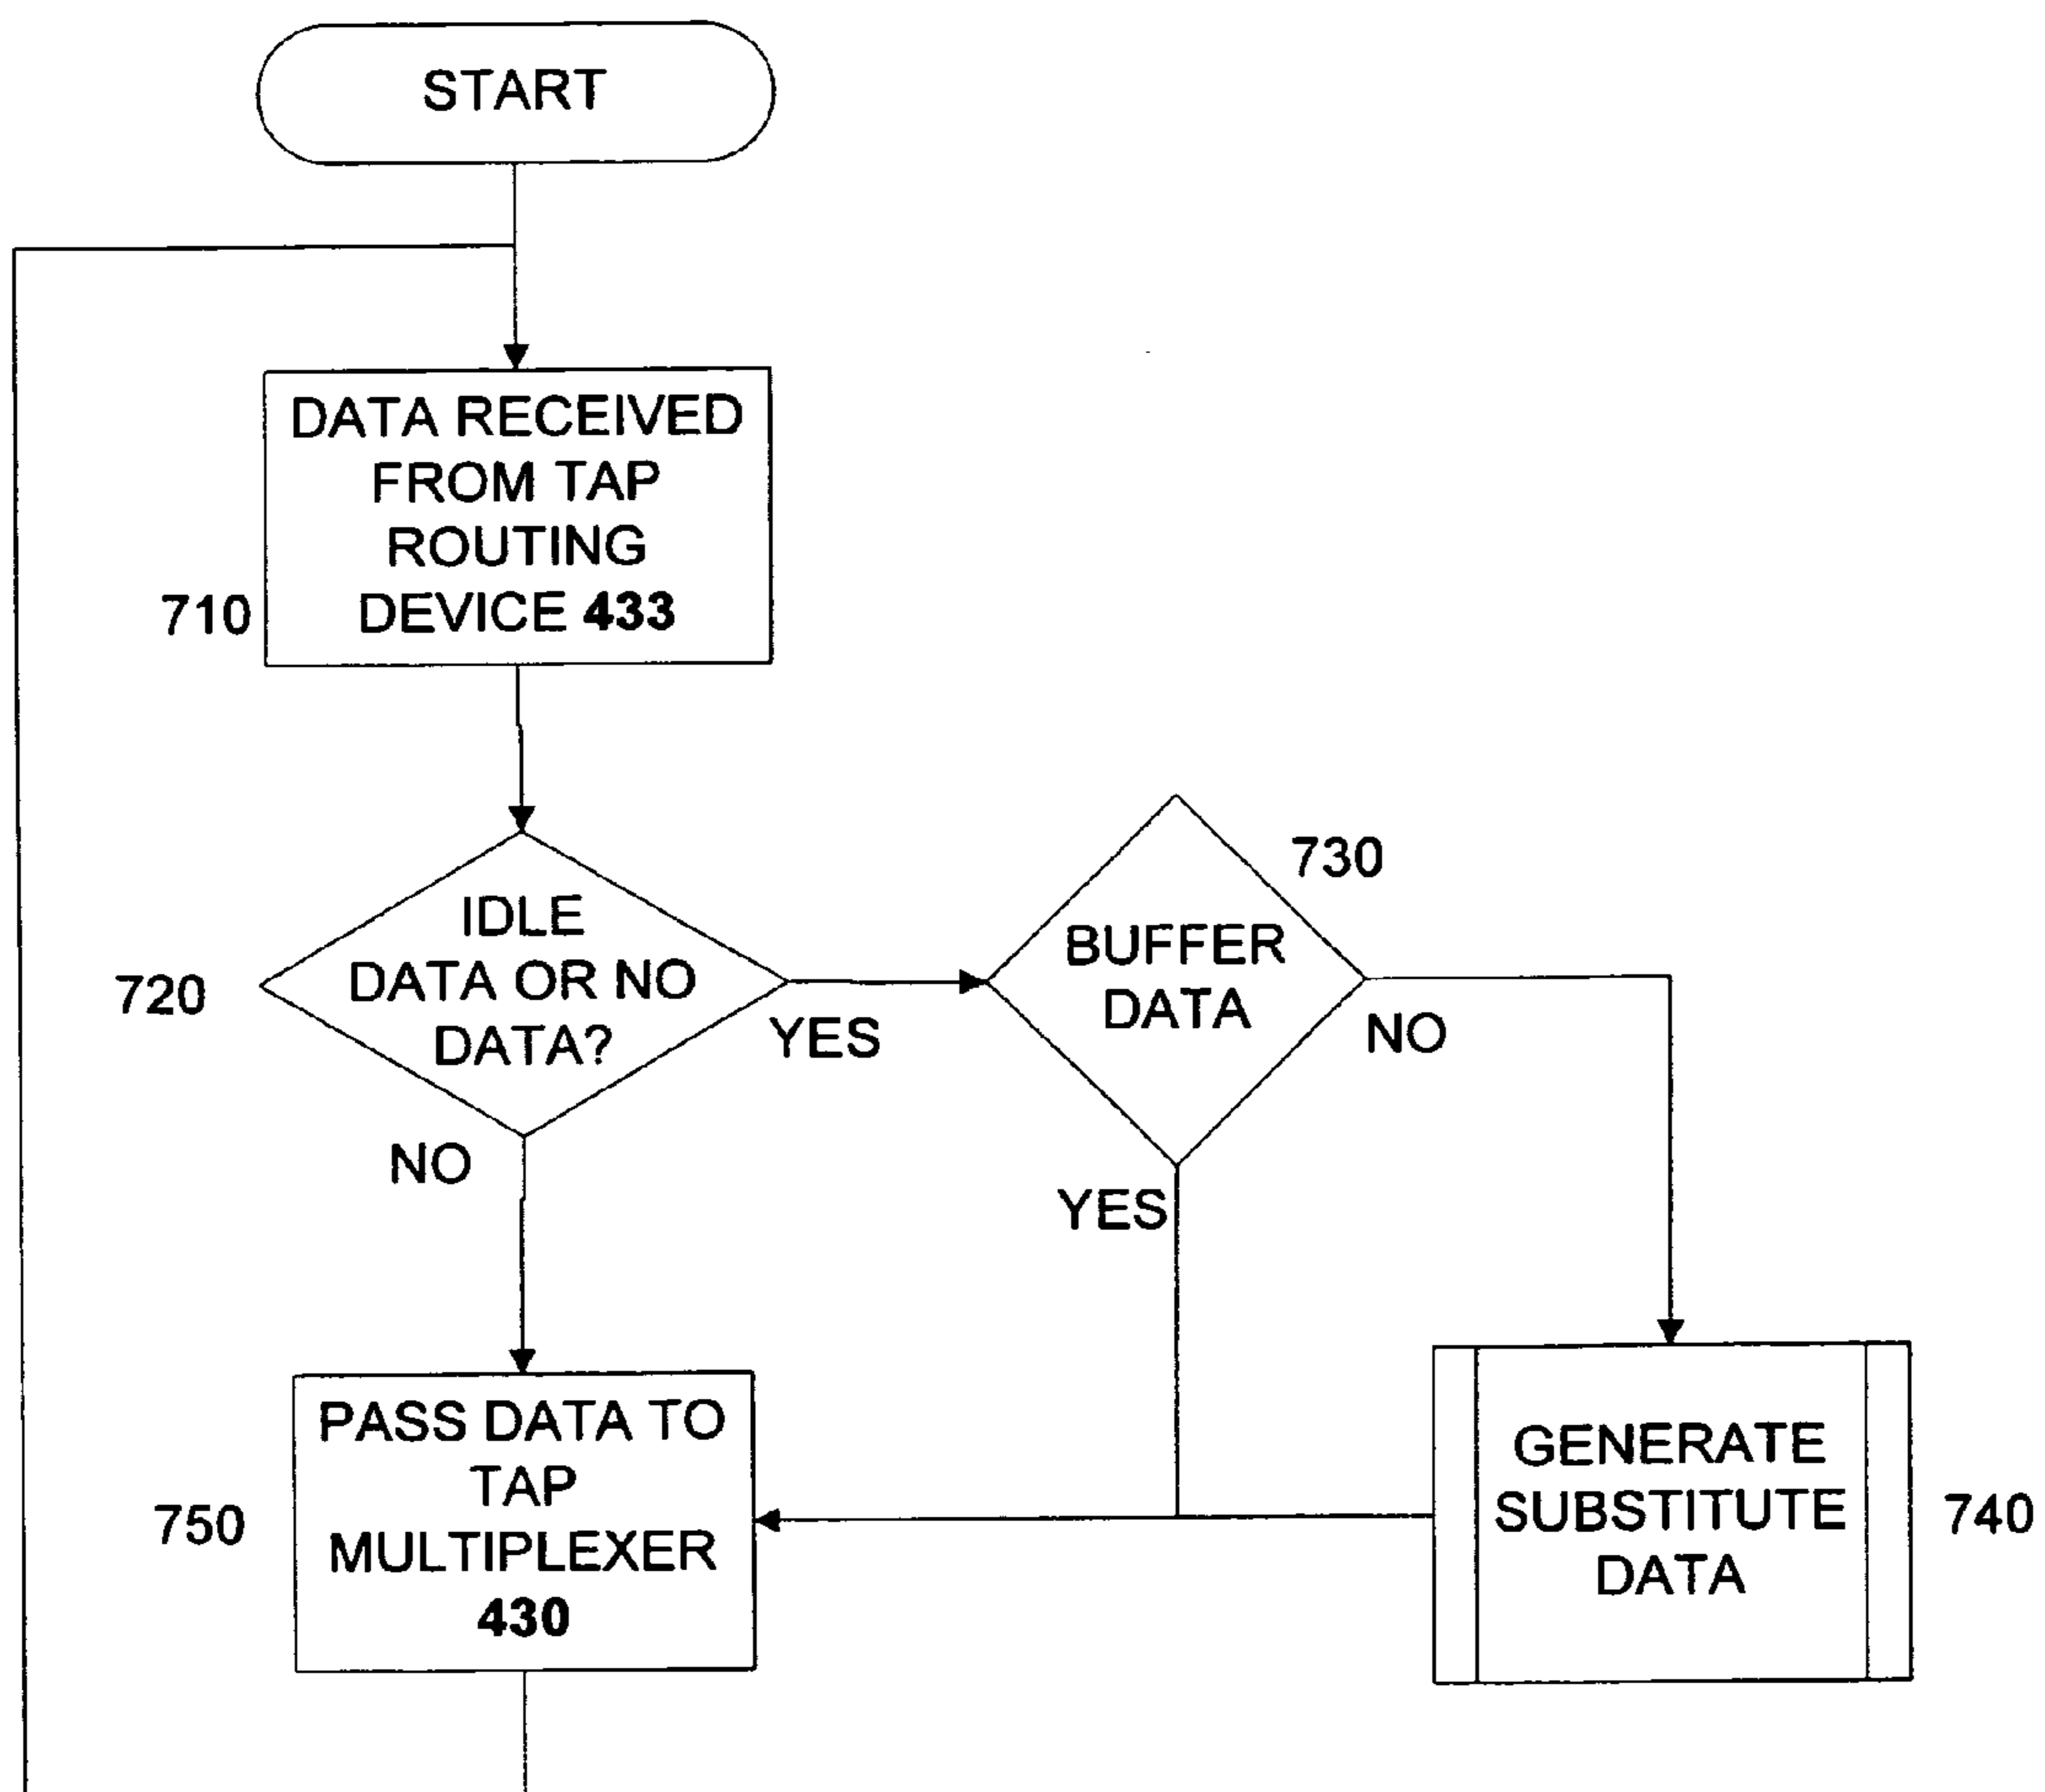 START
DATA RECEIVED
FROM TAP
ROUTING
DEVICE 433
710
IDLE
DATA OR NO
DATA?
720
YES
NO
BUFFER
DATA
730
NO
YES
GENERATE
SUBSTITUTE
DATA
740
PASS DATA TO
TAP
MULTIPLEXER
430
750